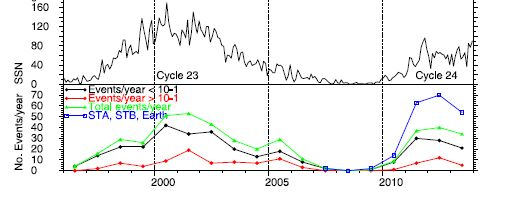 160
120
80
40
0
SSN
Cycle 23
Cycle 24
70
60
50
40
30
20
10
0
No. Events/year
Events/year < 10-1
Events/year > 10-1
Total events/year
STA, STB, Earth
2000
2005
2010